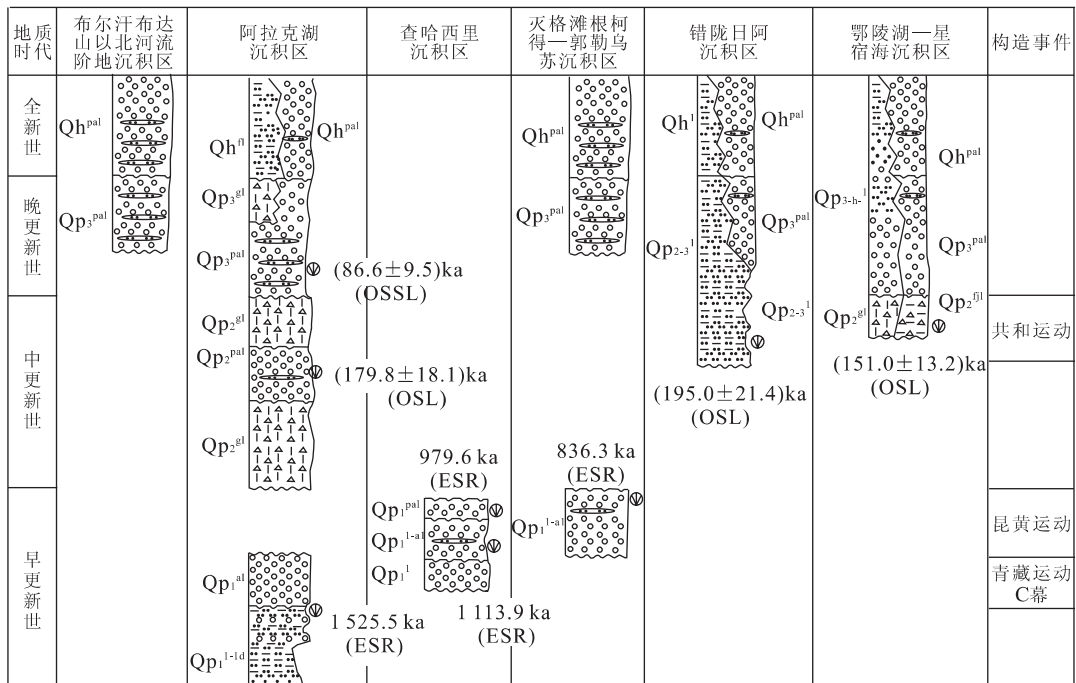 地质
时代
布尔汗布达
山以北河流
阶地沉积区
阿拉克湖
沉积区
查哈西里
沉积区
灭格滩根柯
得—郭勒乌
苏沉积区
错陇日阿
沉积区
鄂陵湖—星
宿海沉积区
构造事件
全新世
晚更新世
中更新世
早更新世
Qhpal
Qp3pal
Qhfl
Qhpal
Qp3gl
Qp3pal
(86.6±9.5)ka
(OSSL)
Qp2gl
Qp2pal
(179.8±18.1)ka
(OSL)
Qp2gl
Qp1al
1 525.5 ka
(ESR)
Qp1l-ld
979.6 ka
(ESR)
Qp1pal
Qp1l-al
Qp1l
1 113.9 ka
(ESR)
Qhpal
Qp3pal
836.3 ka
(ESR)
Qp1l-al
Qhl
Qhpal
Qp3pal
Qp2-3l
Qp2-3l
(195.0±21.4)ka
(OSL)
Qhpal
Qp3-h-l
Qp3pal
Qp2gl
Qp2fjl
(151.0±13.2)ka
(OSL)
共和运动
昆黄运动
青藏运动
C幕